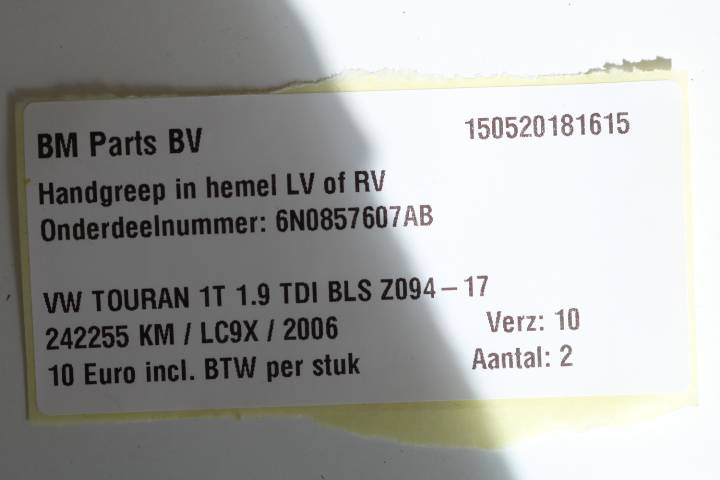 BM Parts BV 150520181615
Handgreep in hemel LV of RV
Onderdeelnummer: 6N0857607AB
VW TOURAN 1T 1.9 TDI BLS Z094-17
242255 KM / LC9X / 2006 Verz: 10
10 Euro incl. BTW per stuk Aantal: 2